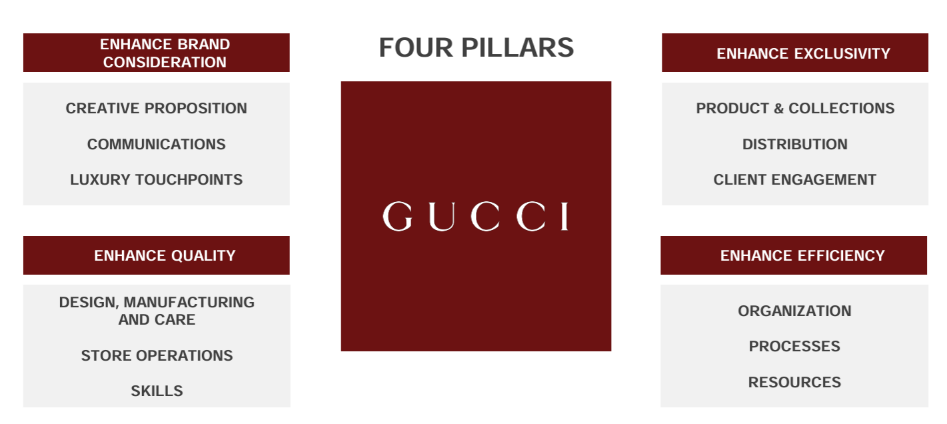 FOUR PILLARS
ENHANCE BRAND
CONSIDERATION
CREATIVE PROPOSITION
COMMUNICATIONS
LUXURY TOUCHPOINTS
ENHANCE QUALITY
DESIGN, MANUFACTURING
AND CARE
STORE OPERATIONS
SKILLS
GUCCI
ENHANCE EXCLUSIVITY
PRODUCT & COLLECTIONS
DISTRIBUTION
CLIENT ENGAGEMENT
ENHANCE EFFICIENCY
ORGANIZATION
PROCESSES
RESOURCES